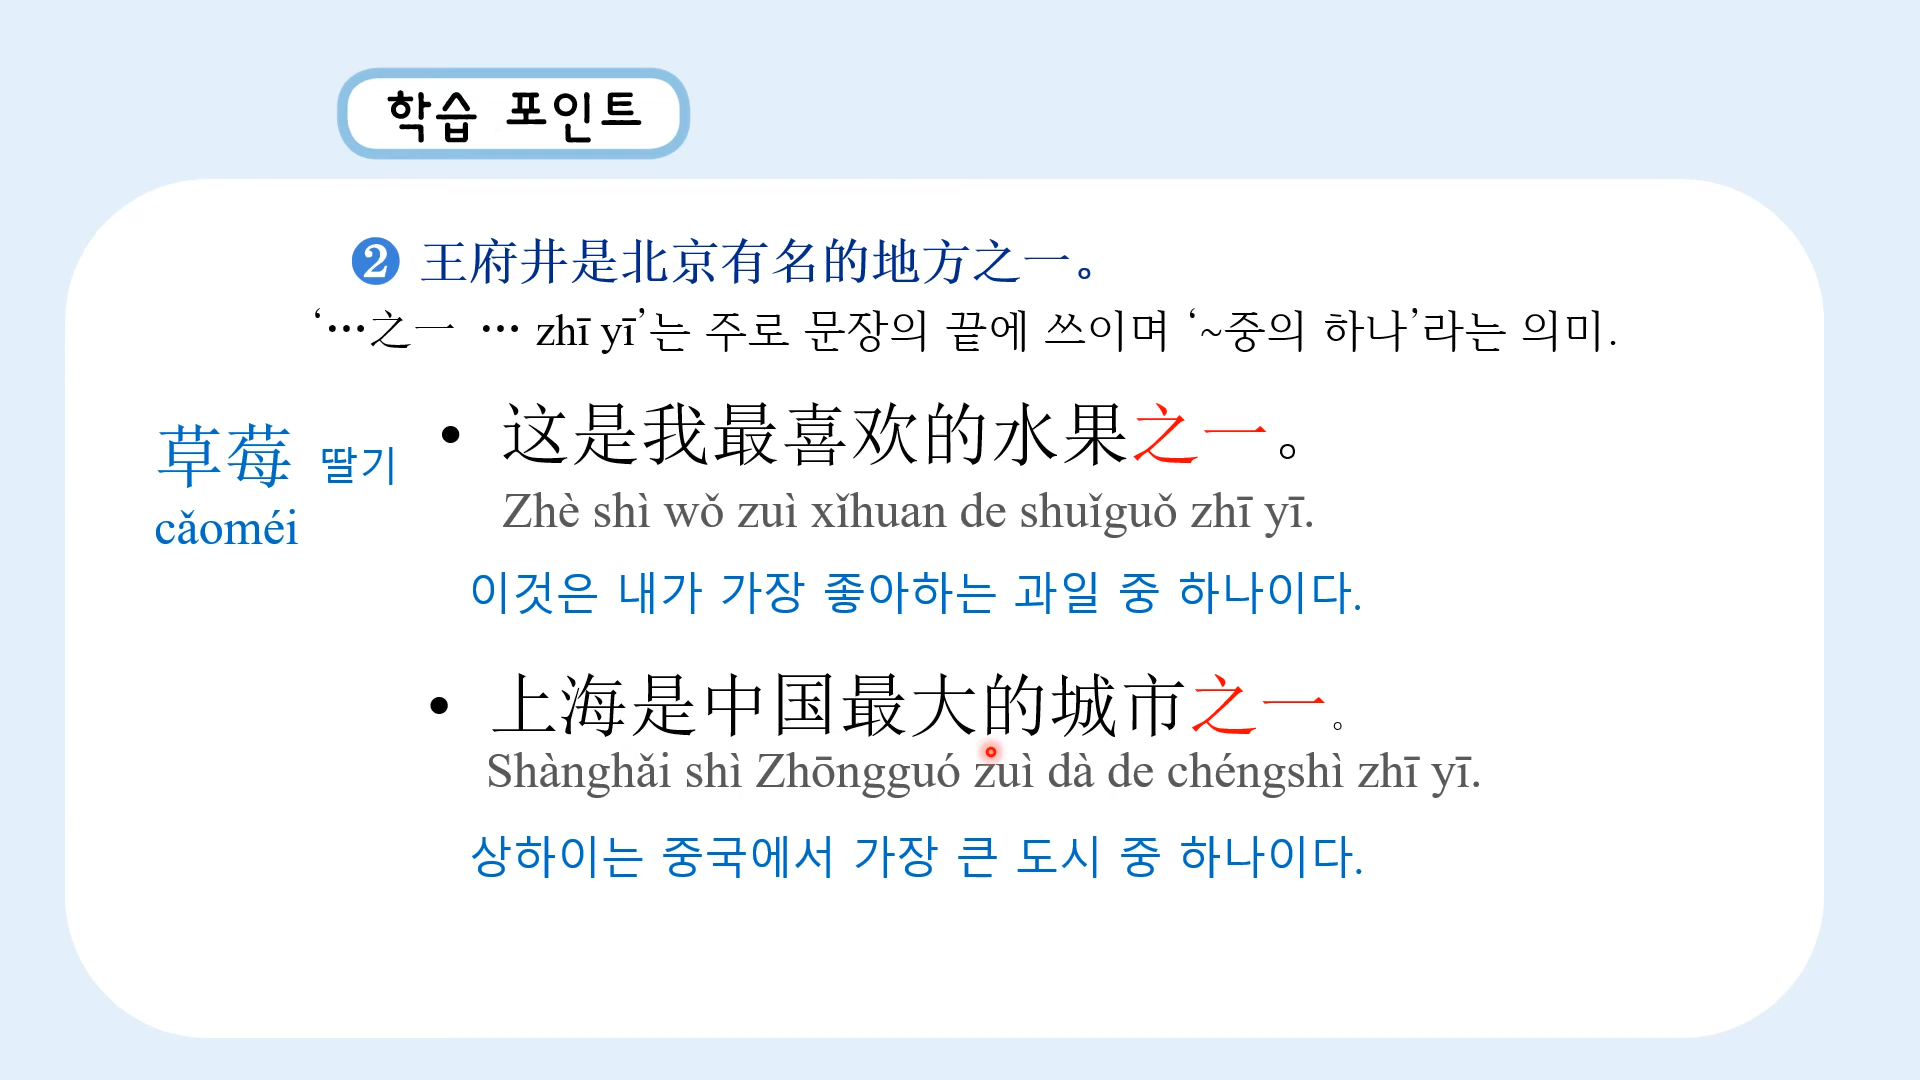 학습 포인트
❷ 王府井是北京有名的地方之一。
‘…之一 … zhī yī’는 주로 문장의 끝에 쓰이며 ‘~중의 하나’라는 의미.
草莓 딸기
cǎoméi
• 这是我最喜欢的水果之一。
Zhè shì wǒ zuì xǐhuan de shuǐguǒ zhī yī.
이것은 내가 가장 좋아하는 과일 중 하나이다.
• 上海是中国最大的城市之一。
Shànghǎi shì Zhōngguó zuì dà de chéngshì zhī yī.
상하이는 중국에서 가장 큰 도시 중 하나이다.